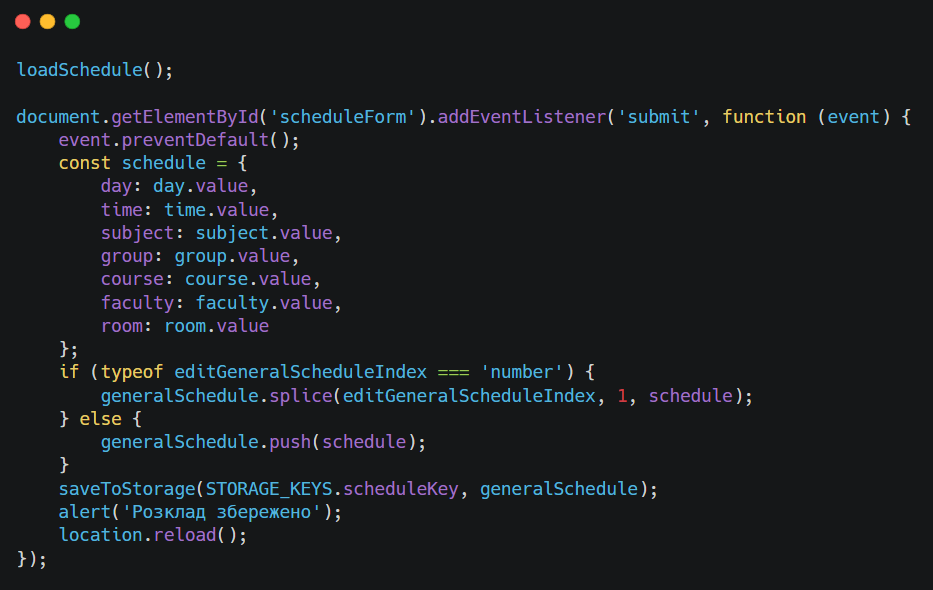 loadSchedule();
document.getElementById('scheduleForm').addEventListener('submit', function (event) {
    event.preventDefault();
    const schedule = {
        day: day.value,
        time: time.value,
        subject: subject.value,
        group: group.value,
        course: course.value,
        faculty: faculty.value,
        room: room.value
    };
    if (typeof editGeneralScheduleIndex === 'number') {
        generalSchedule.splice(editGeneralScheduleIndex, 1, schedule);
    } else {
        generalSchedule.push(schedule);
    }
    saveToStorage(STORAGE_KEYS.scheduleKey, generalSchedule);
    alert('Розклад збережено');
    location.reload();
});